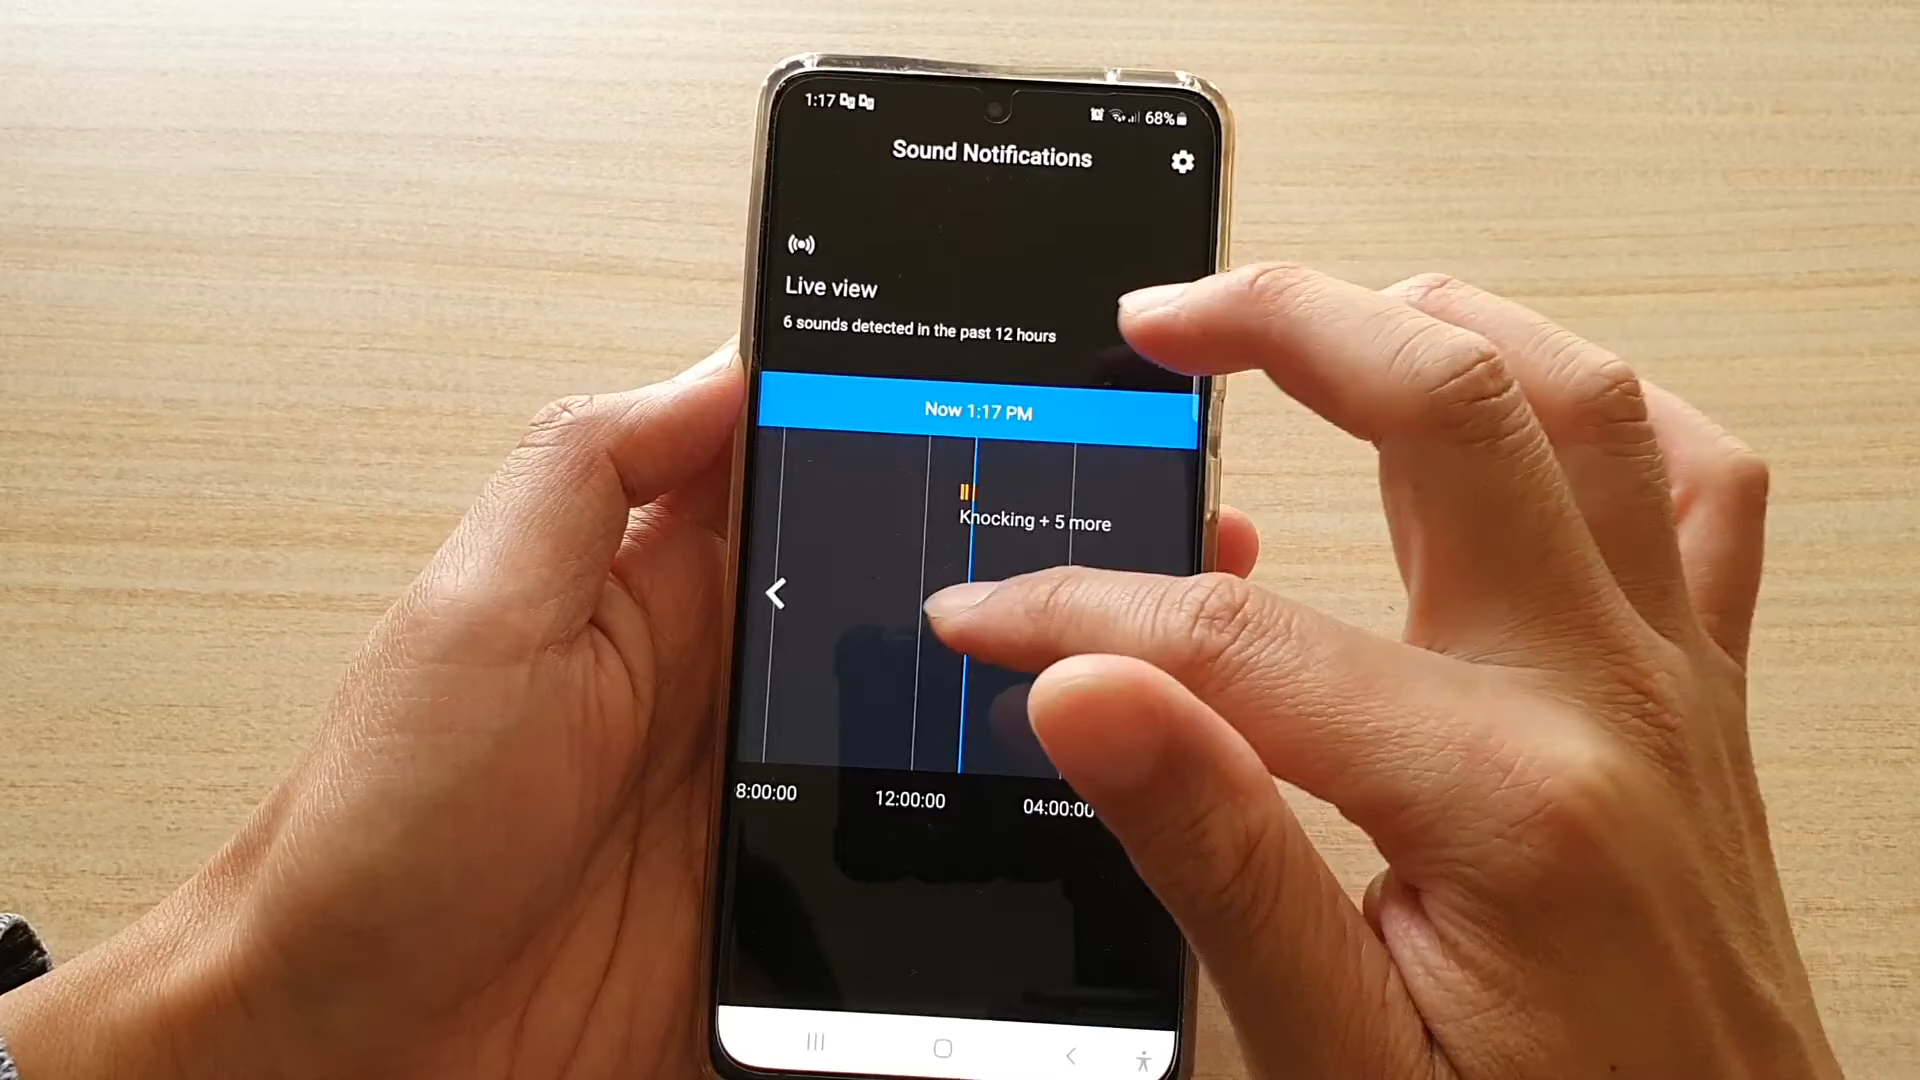 1:17
68%
Sound Notifications
Live view
6 sounds detected in the past 12 hours
Now 1:17 PM
Knocking + 5 more
8:00:00
12:00:00
04:00:00